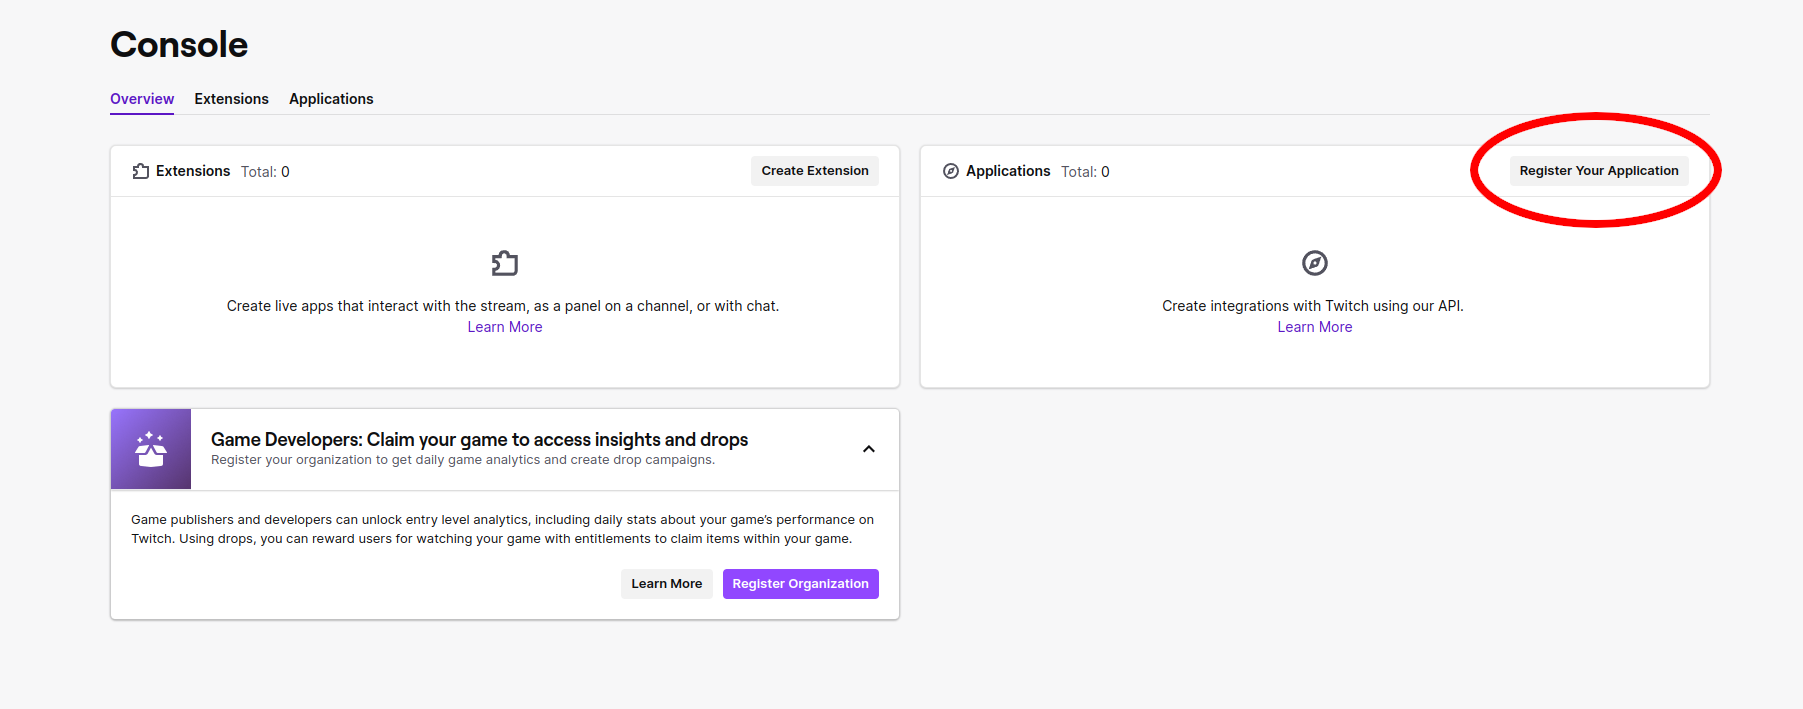 Console
Overview Extensions Applications
Extensions Total: 0 Create Extension
Create live apps that interact with the stream, as a panel on a channel, or with chat.
Learn More
Applications Total: 0 Register Your Application
Create integrations with Twitch using our API.
Learn More
Game Developers: Claim your game to access insights and drops
Register your organization to get daily game analytics and create drop campaigns.
Game publishers and developers can unlock entry level analytics, including daily stats about your game’s performance on
Twitch. Using drops, you can reward users for watching your game with entitlements to claim items within your game.
Learn More Register Organization